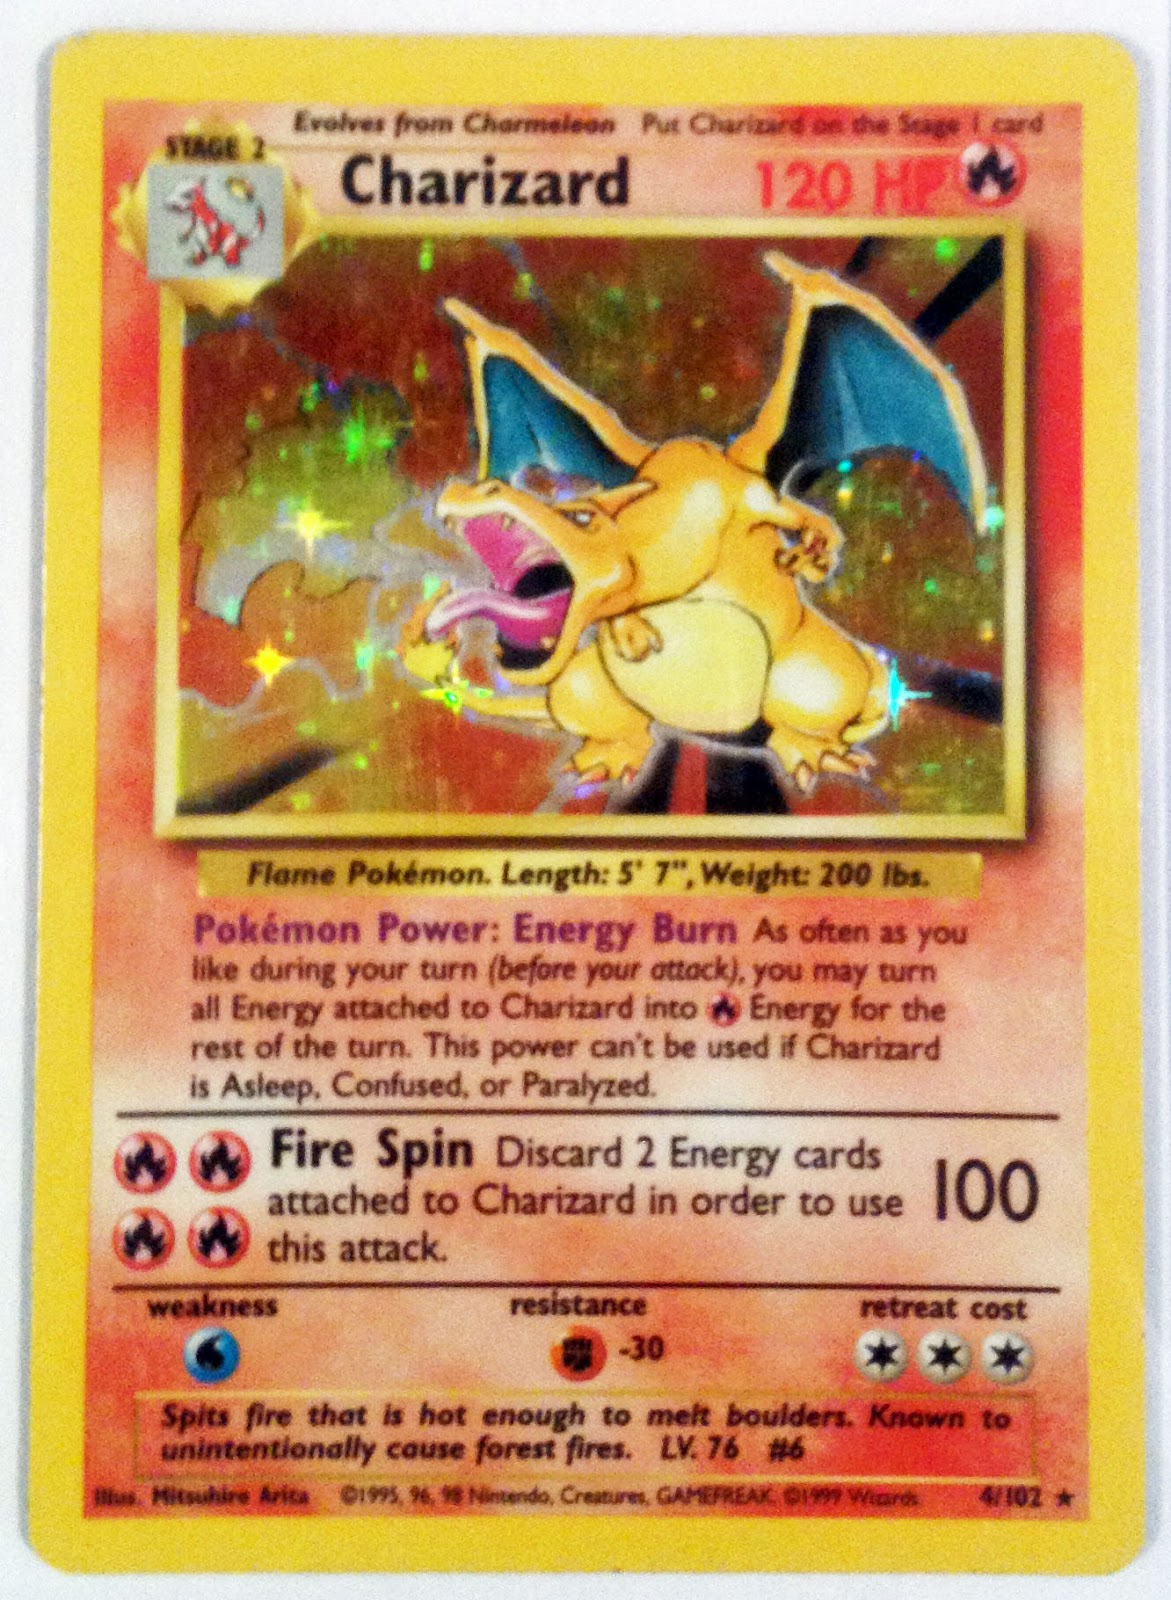 Evolves from Charmeleon Put Charizard on the Stage 1 card
STAGE 2
Charizard 120 HP
Flame Pokémon. Length: 5' 7", Weight: 200 lbs.
Pokémon Power: Energy Burn As often as you
like during your turn (before your attack), you may turn
all Energy attached to Charizard into Energy for the
rest of the turn. This power can't be used if Charizard
is Asleep, Confused, or Paralyzed.
Fire Spin Discard 2 Energy cards
attached to Charizard in order to use
this attack.
100
weakness resistance retreat cost
-30
Spits fire that is hot enough to melt boulders. Known to
unintentionally cause forest fires. LV. 76 #6
Illus. Mitsuhiro Arita ©1995, 96, 98 Nintendo, Creatures, GAMEFREAK. ©1999 Wizards. 4/102 ★